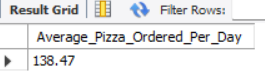 Result Grid Filter Rows:
Average_Pizza_Ordered_Per_Day
138.47